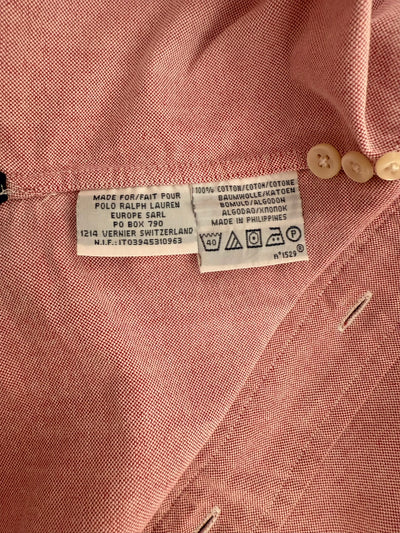 MADE FOR/FAIT POUR
POLO RALPH LAUREN
EUROPE SARL
PO BOX 790
1214 VERNIER SWITZERLAND
N.I.F.: IT03945310963
100% COTTON/COTON/COTONE
BAUMWOLLE/KATOEN
BOMULD/ALGODON
ALGODAO/ΚΠΟΠΟΚ
MADE IN PHILIPPINES
40 P
n°1529®